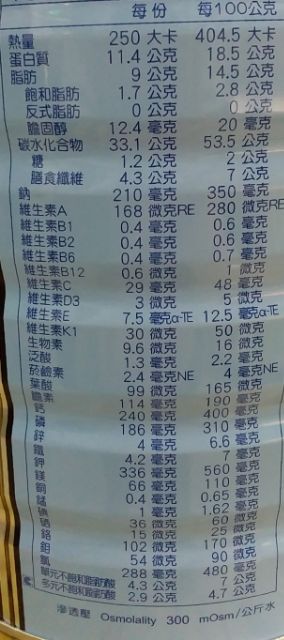 每份 每100公克
熱量 250 大卡 404.5 大卡
蛋白質 11.4 公克 18.5 公克
脂肪 9 公克 14.5 公克
飽和脂肪 1.7 公克 2.8 公克
反式脂肪 0 公克 0 公克
膽固醇 12.4 毫克 20 毫克
碳水化合物 33.1 公克 53.5 公克
糖 1.2 公克 2 公克
膳食纖維 4.3 公克 7 公克
鈉 210 毫克 350 毫克
維生素A 168 微克RE 280 微克RE
維生素B1 0.4 毫克 0.6 毫克
維生素B2 0.4 毫克 0.6 毫克
維生素B6 0.4 毫克 0.7 毫克
維生素B12 0.6 微克 1 微克
維生素C 29 毫克 48 毫克
維生素D3 3 微克 5 微克
維生素E 7.5 毫克α-TE 12.5 毫克α-TE
維生素K1 30 微克 50 微克
生物素 9.6 微克 16 微克
泛酸 1.3 毫克 2.2 毫克
菸鹼素 2.4 毫克NE 4 毫克NE
葉酸 99 微克 165 微克
膽素 114 毫克 190 毫克
鈣 240 毫克 400 毫克
磷 186 毫克 310 毫克
鋅 4 毫克 6.6 毫克
鐵 4.2 毫克 7 毫克
鉀 336 毫克 560 毫克
鎂 66 毫克 110 毫克
銅 0.4 毫克 0.65 毫克
錳 1 毫克 1.62 毫克
碘 36 微克 60 微克
硒 15 微克 25 微克
鉻 102 微克 170 微克
鉬 54 微克 90 微克
氯 288 毫克 480 毫克
單元不飽和脂肪酸 4.3 公克 7 公克
多元不飽和脂肪酸 2.9 公克 4.7 公克
滲透壓 Osmolality 300 mOsm/公斤水